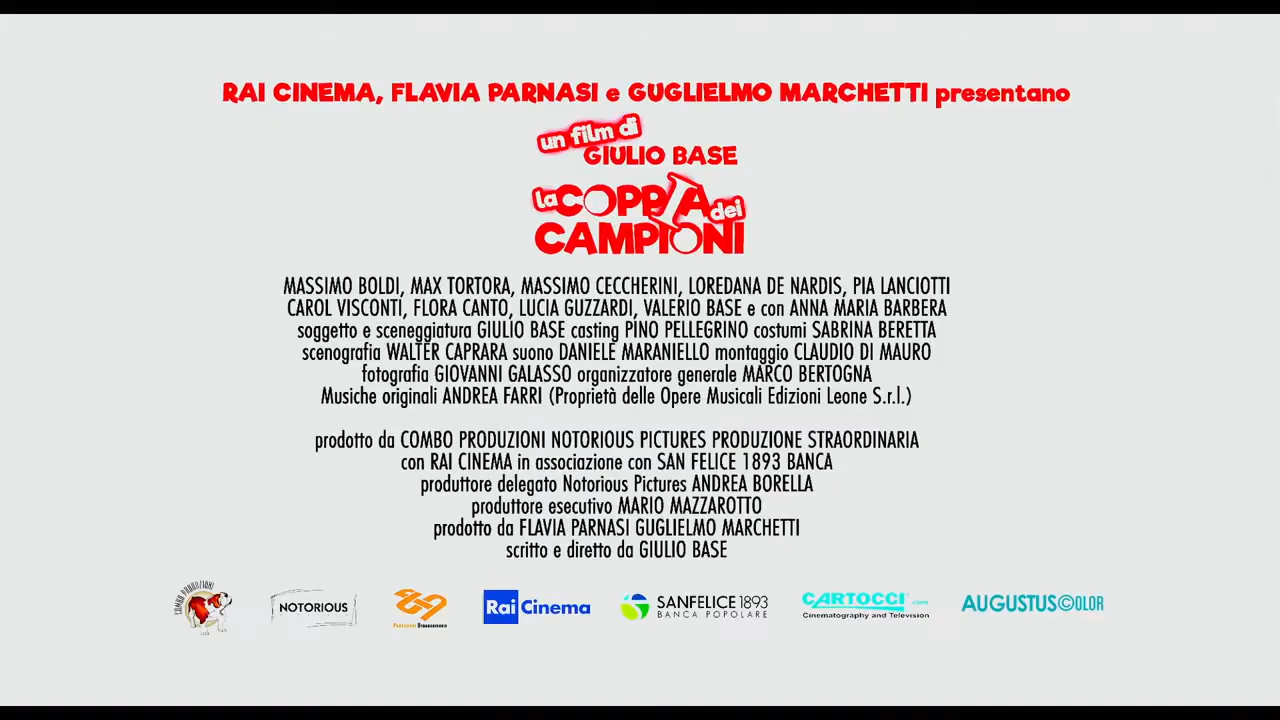 RAI CINEMA, FLAVIA PARNASI e GUGLIELMO MARCHETTI presentano
un film di
GIULIO BASE
la COPPIA dei
CAMPIONI
MASSIMO BOLDI, MAX TORTORA, MASSIMO CECCHERINI, LOREDANA DE NARDIS, PIA LANCIOTTI
CAROL VISCONTI, FLORA CANTO, LUCIA GUZZARDI, VALERIO BASE e con ANNA MARIA BARBERA
soggetto e sceneggiatura GIULIO BASE casting PINO PELLEGRINO costumi SABRINA BERETTA
scenografia WALTER CAPRARA suono DANIELE MARANIELLO montaggio CLAUDIO DI MAURO
fotografia GIOVANNI GALASSO organizzatore generale MARCO BERTOGNA
Musiche originali ANDREA FARRI (Proprietà delle Opere Musicali Edizioni Leone S.r.l.)
prodotto da COMBO PRODUZIONI NOTORIOUS PICTURES PRODUZIONE STRAORDINARIA
con RAI CINEMA in associazione con SAN FELICE 1893 BANCA
produttore delegato Notorious Pictures ANDREA BORELLA
produttore esecutivo MARIO MAZZAROTTO
prodotto da FLAVIA PARNASI GUGLIELMO MARCHETTI
scritto e diretto da GIULIO BASE
COMBO PRODUZIONI
NOTORIOUS
Rai Cinema
SANFELICE 1893
BANCA POPOLARE
CARTOCCI.com
Cinematography and Television
AUGUSTUS©OLOR